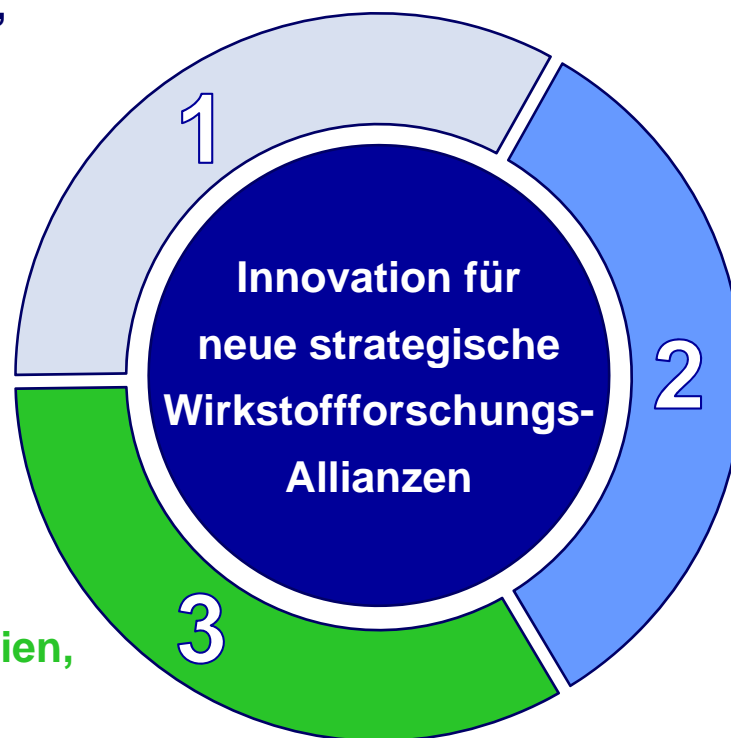 1
Innovation für
neue strategische
Wirkstoffforschungs-
Allianzen
2
3
ien,